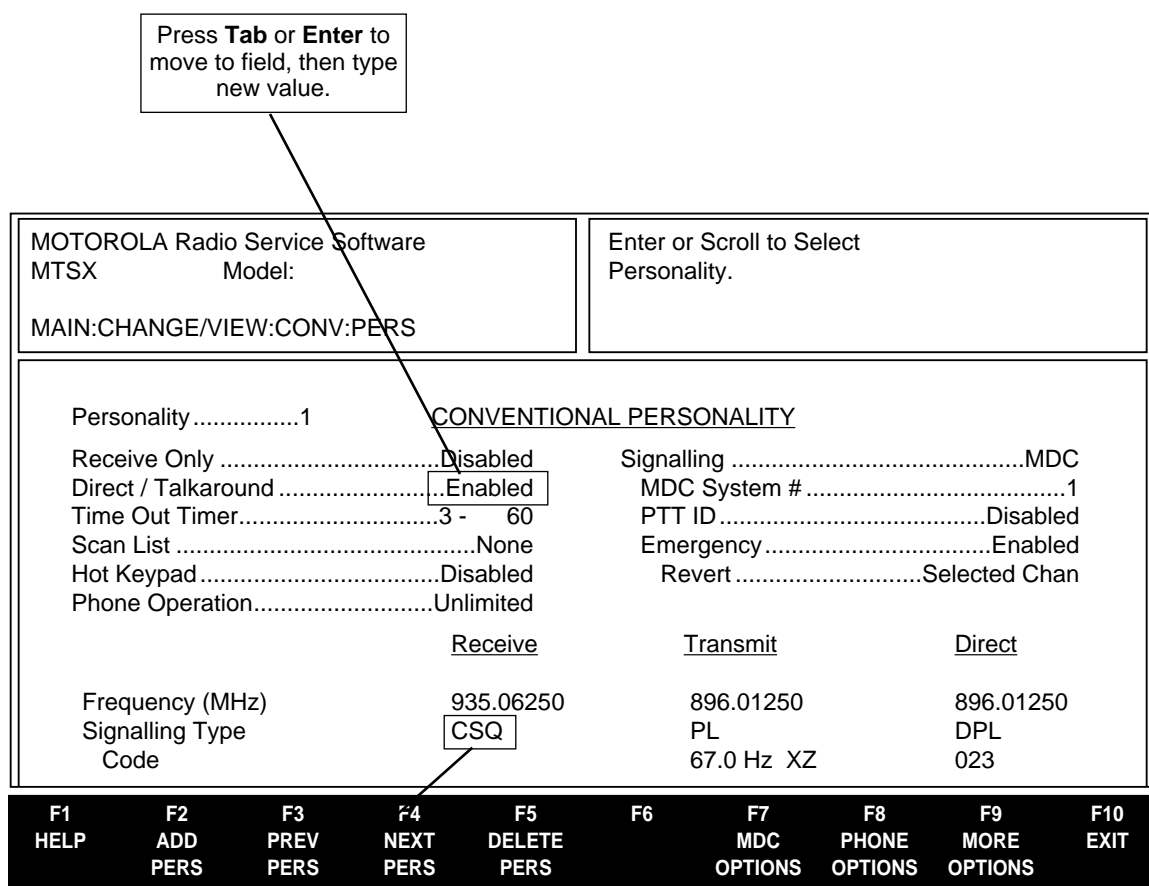 Press Tab or Enter to
move to field, then type
new value.
MOTOROLA Radio Service Software
MTSX Model:
MAIN:CHANGE/VIEW:CONV:PERS
Enter or Scroll to Select
Personality.
Personality................1 CONVENTIONAL PERSONALITY
Receive Only .................................Disabled
Direct / Talkaround .........................Enabled
Time Out Timer..............................3 - 60
Scan List .............................................None
Hot Keypad....................................Disabled
Phone Operation...........................Unlimited
Signalling ............................................MDC
MDC System # .......................................1
PTT ID........................................Disabled
Emergency..................................Enabled
Revert ............................Selected Chan
Receive Transmit Direct
Frequency (MHz) 935.06250 896.01250 896.01250
Signalling Type CSQ PL DPL
Code 67.0 Hz XZ 023
F1 F2 F3 F4 F5 F6 F7 F8 F9 F10
HELP ADD PREV NEXT DELETE MDC PHONE MORE EXIT
PERS PERS PERS PERS OPTIONS OPTIONS OPTIONS